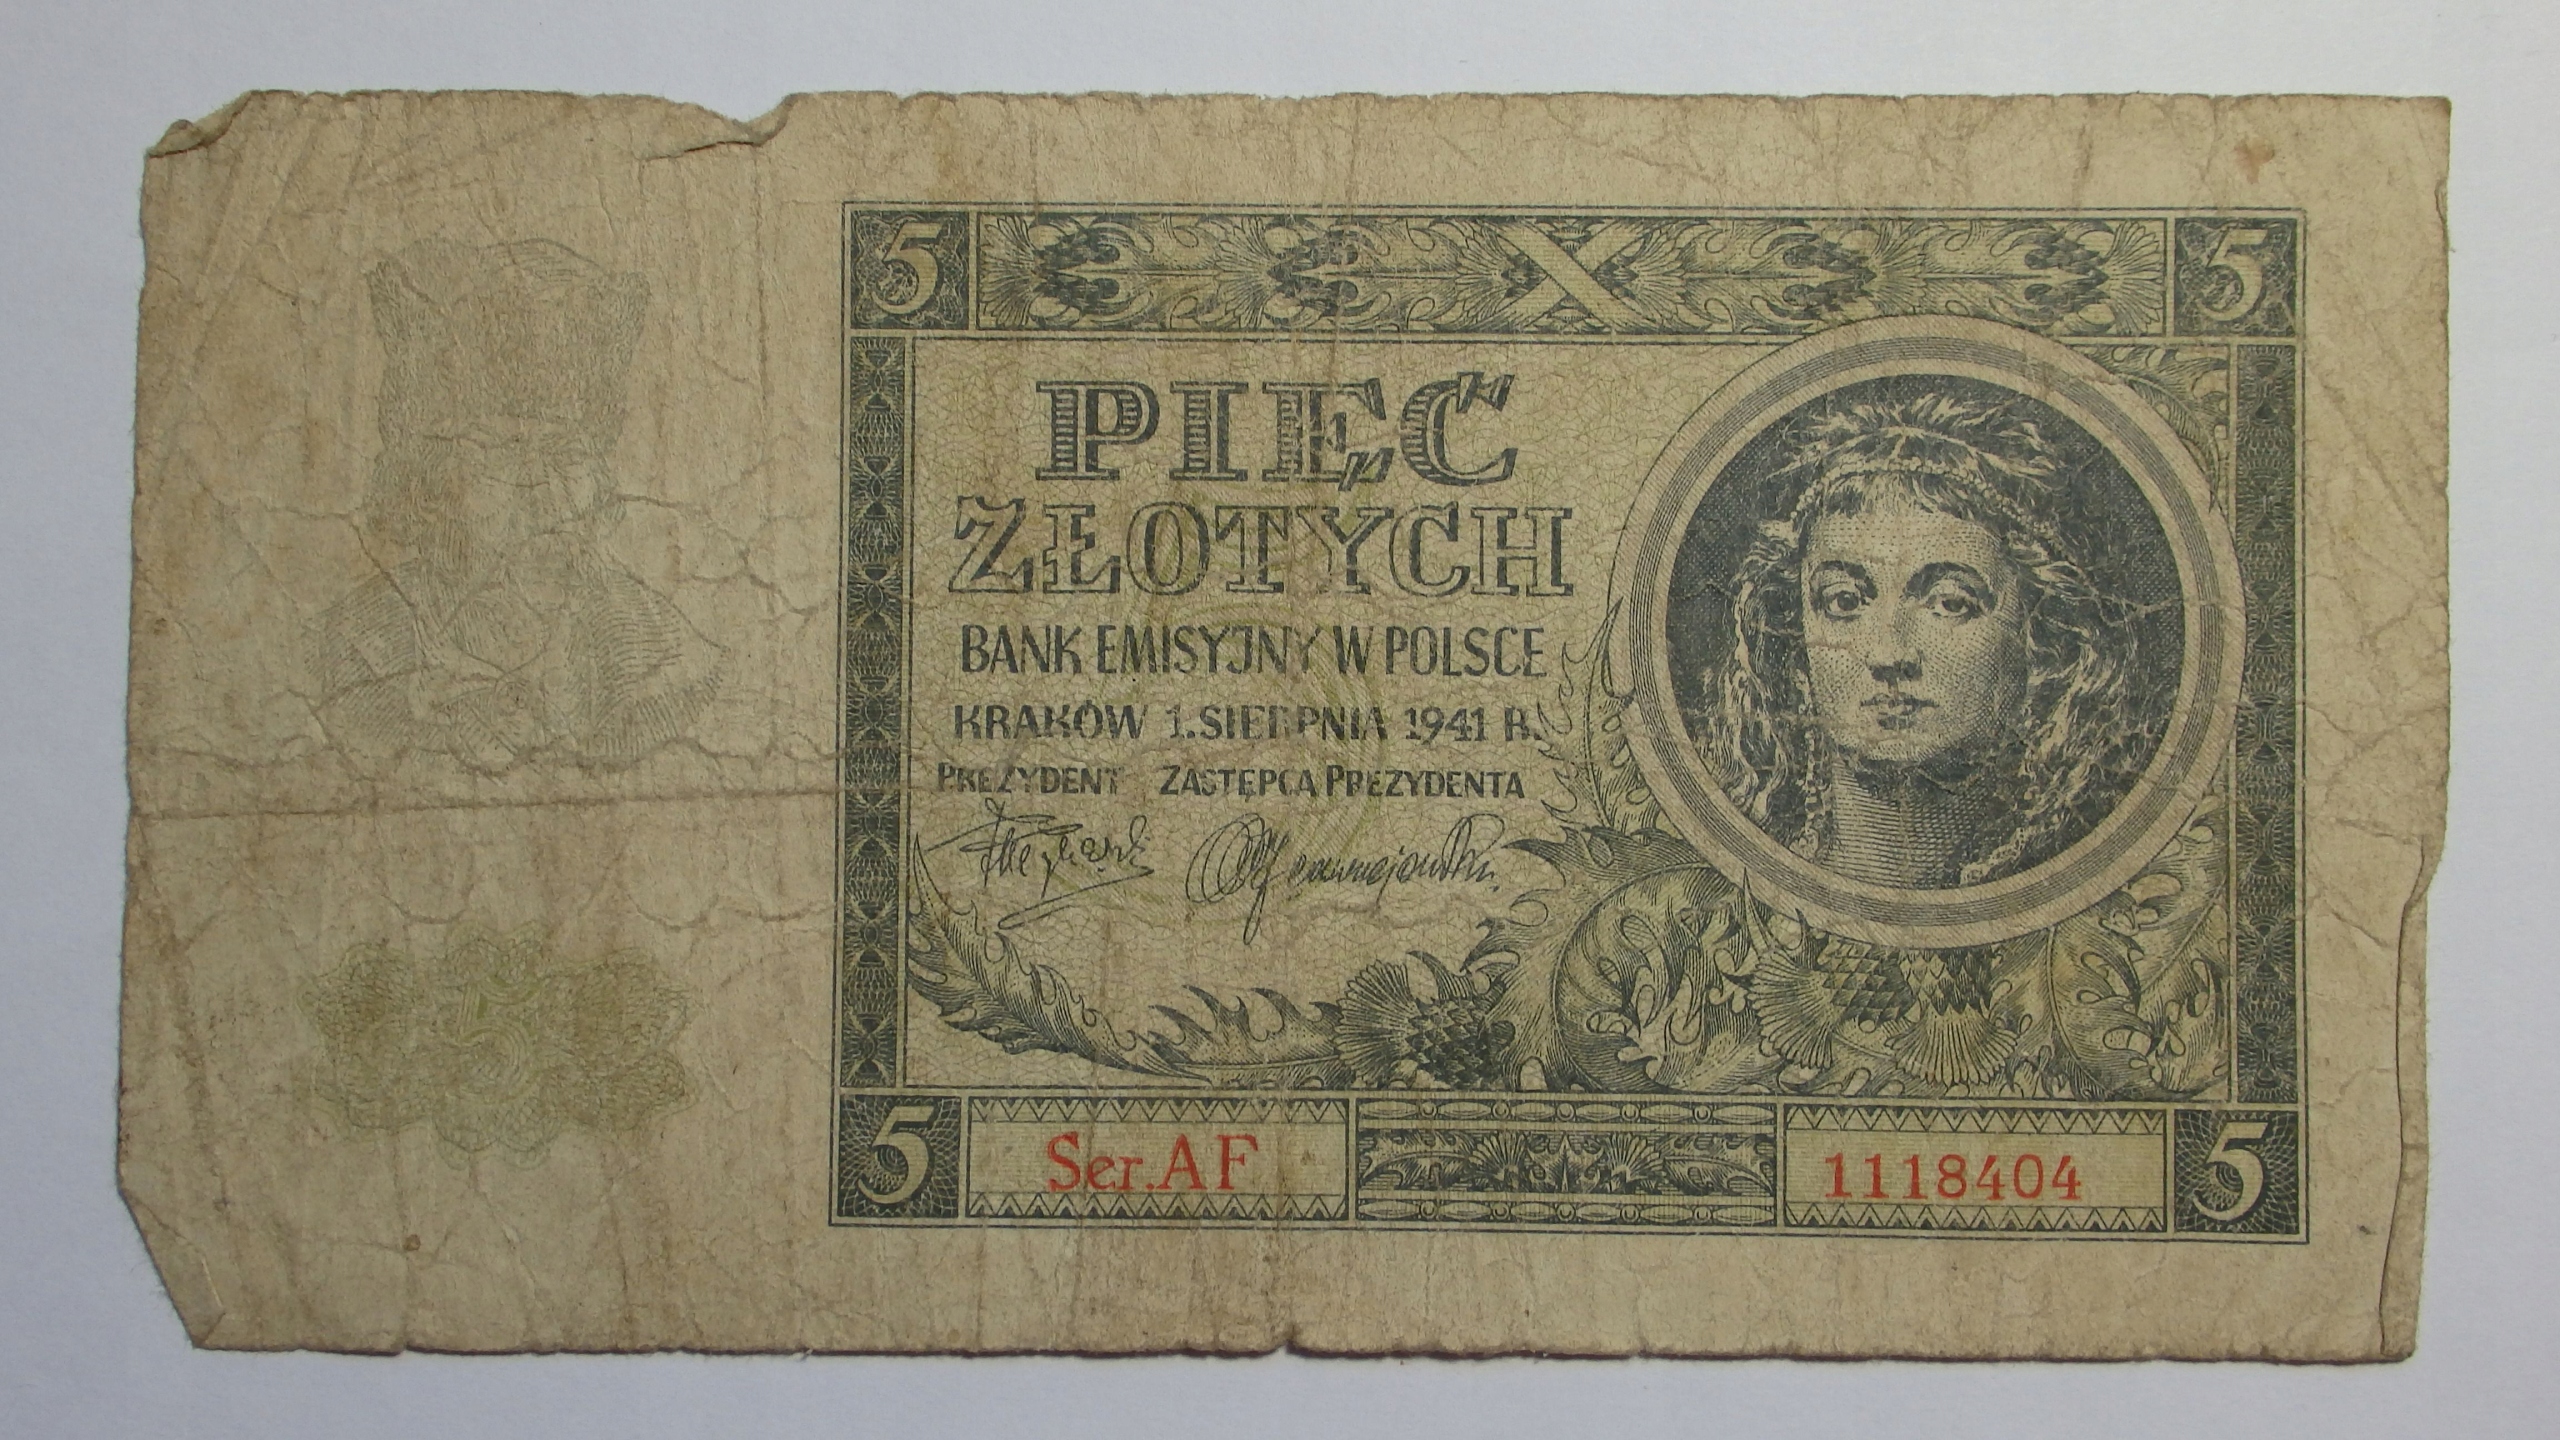 5 5
PIĘĆ
ZŁOTYCH
BANK EMISYJNY W POLSCE
KRAKÓW 1. SIERPNIA 1941 R.
PREZYDENT ZASTĘPCA PREZYDENTA
5
5 Ser. AF 1118404 5